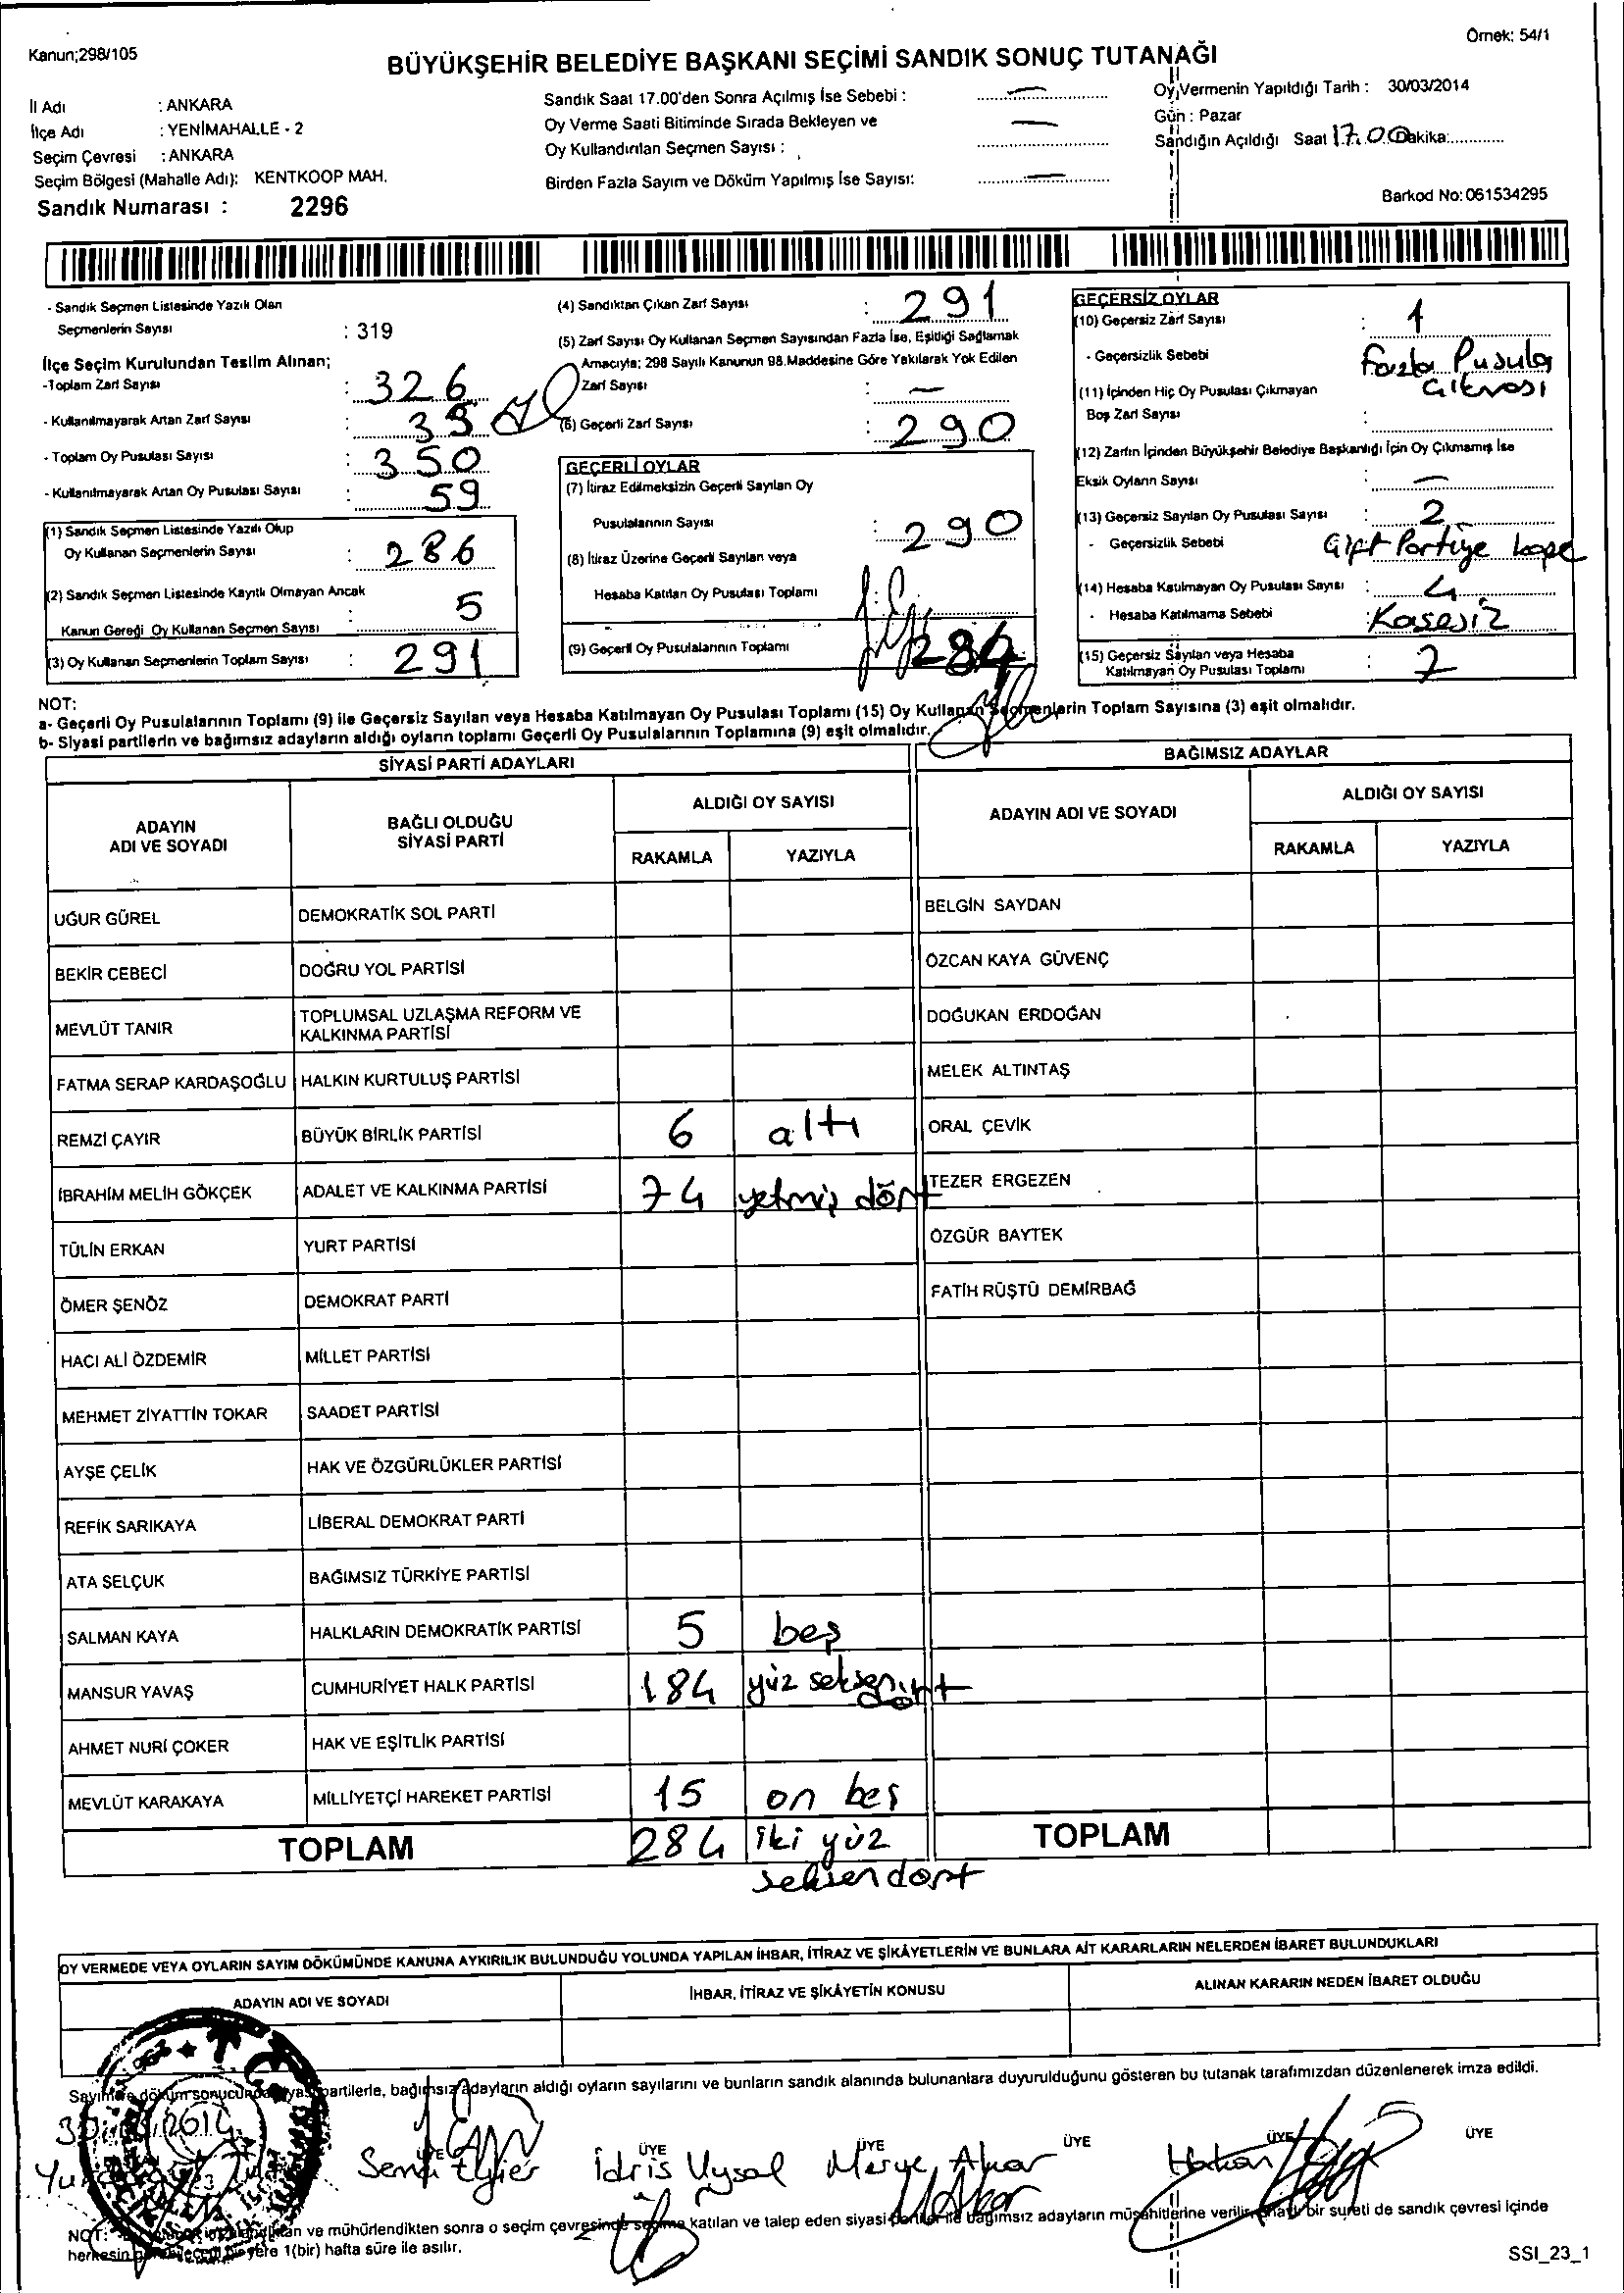 Kanun;298/105
Örnek: 54/1
BÜYÜKŞEHİR BELEDİYE BAŞKANI SEÇİMİ SANDIK SONUÇ TUTANAĞI
İl Adı : ANKARA
İlçe Adı : YENİMAHALLE - 2
Seçim Çevresi : ANKARA
Seçim Bölgesi (Mahalle Adı): KENTKOOP MAH.
Sandık Numarası : 2296
Sandık Saat 17.00'den Sonra Açılmış İse Sebebi : —
Oy Verme Saati Bitiminde Sırada Bekleyen ve
Oy Kullandırılan Seçmen Sayısı : —
Birden Fazla Sayım ve Döküm Yapılmış İse Sayısı: —
Oy Vermenin Yapıldığı Tarih : 30/03/2014
Gün : Pazar
Sandığın Açıldığı Saat 17.00 Dakika:
Barkod No: 061534295
- Sandık Seçmen Listesinde Yazılı Olan
Seçmenlerin Sayısı : 319
İlçe Seçim Kurulundan Teslim Alınan;
-Toplam Zarf Sayısı : 326
- Kullanılmayarak Artan Zarf Sayısı :
- Toplam Oy Pusulası Sayısı : 350
- Kullanılmayarak Artan Oy Pusulası Sayısı : 59
(1) Sandık Seçmen Listesinde Yazılı Olup
Oy Kullanan Seçmenlerin Sayısı : 286
(2) Sandık Seçmen Listesinde Kayıtlı Olmayan Ancak
Kanun Gereği Oy Kullanan Seçmen Sayısı : 5
(3) Oy Kullanan Seçmenlerin Toplam Sayısı : 291
(4) Sandıktan Çıkan Zarf Sayısı : 291
(5) Zarf Sayısı Oy Kullanan Seçmen Sayısından Fazla İse, Eşitliği Sağlamak
Amacıyla; 298 Sayılı Kanunun 98.Maddesine Göre Yakılarak Yok Edilen
Zarf Sayısı : —
(6) Geçerli Zarf Sayısı : 290
GEÇERLİ OYLAR
(7) İtiraz Edilmeksizin Geçerli Sayılan Oy
Pusulalarının Sayısı : 290
(8) İtiraz Üzerine Geçerli Sayılan veya
Hesaba Katılan Oy Pusulası Toplamı
(9) Geçerli Oy Pusulalarının Toplamı 284
GEÇERSİZ OYLAR
(10) Geçersiz Zarf Sayısı : 1
- Geçersizlik Sebebi Fazla Pusula
çıkması
(11) İçinden Hiç Oy Pusulası Çıkmayan
Boş Zarf Sayısı :
(12) Zarfın İçinden Büyükşehir Belediye Başkanlığı İçin Oy Çıkmamış İse
Eksik Oyların Sayısı : —
(13) Geçersiz Sayılan Oy Pusulası Sayısı : 2
- Geçersizlik Sebebi Çift Partiye kaşe
(14) Hesaba Katılmayan Oy Pusulası Sayısı : 4
- Hesaba Katılmama Sebebi : Kaşesiz
(15) Geçersiz Sayılan veya Hesaba
Katılmayan Oy Pusulası Toplamı : 7
NOT:
a- Geçerli Oy Pusulalarının Toplamı (9) ile Geçersiz Sayılan veya Hesaba Katılmayan Oy Pusulası Toplamı (15) Oy Kullanan Seçmenlerin Toplam Sayısına (3) eşit olmalıdır.
b- Siyasi partilerin ve bağımsız adayların aldığı oyların toplamı Geçerli Oy Pusulalarının Toplamına (9) eşit olmalıdır.
SİYASİ PARTİ ADAYLARI
ADAYIN
ADI VE SOYADI
BAĞLI OLDUĞU
SİYASİ PARTİ
ALDIĞI OY SAYISI
RAKAMLA YAZIYLA
UĞUR GÜREL DEMOKRATİK SOL PARTİ
BEKİR CEBECİ DOĞRU YOL PARTİSİ
MEVLÜT TANIR TOPLUMSAL UZLAŞMA REFORM VE
KALKINMA PARTİSİ
FATMA SERAP KARDAŞOĞLU HALKIN KURTULUŞ PARTİSİ
REMZİ ÇAYIR BÜYÜK BİRLİK PARTİSİ 6 altı
İBRAHİM MELİH GÖKÇEK ADALET VE KALKINMA PARTİSİ 74 yetmiş dört
TÜLİN ERKAN YURT PARTİSİ
ÖMER ŞENÖZ DEMOKRAT PARTİ
HACI ALİ ÖZDEMİR MİLLET PARTİSİ
MEHMET ZİYATTİN TOKAR SAADET PARTİSİ
AYŞE ÇELİK HAK VE ÖZGÜRLÜKLER PARTİSİ
REFİK SARIKAYA LİBERAL DEMOKRAT PARTİ
ATA SELÇUK BAĞIMSIZ TÜRKİYE PARTİSİ
SALMAN KAYA HALKLARIN DEMOKRATİK PARTİSİ 5 beş
MANSUR YAVAŞ CUMHURİYET HALK PARTİSİ 184 yüz seksen dört
AHMET NURİ ÇOKER HAK VE EŞİTLİK PARTİSİ
MEVLÜT KARAKAYA MİLLİYETÇİ HAREKET PARTİSİ 15 on beş
TOPLAM 284 iki yüz
seksen dört
BAĞIMSIZ ADAYLAR
ADAYIN ADI VE SOYADI
ALDIĞI OY SAYISI
RAKAMLA YAZIYLA
BELGİN SAYDAN
ÖZCAN KAYA GÜVENÇ
DOĞUKAN ERDOĞAN
MELEK ALTINTAŞ
ORAL ÇEVİK
TEZER ERGEZEN
ÖZGÜR BAYTEK
FATİH RÜŞTÜ DEMİRBAĞ
TOPLAM
OY VERMEDE VEYA OYLARIN SAYIM DÖKÜMÜNDE KANUNA AYKIRILIK BULUNDUĞU YOLUNDA YAPILAN İHBAR, İTİRAZ VE ŞİKÂYETLERİN VE BUNLARA AİT KARARLARIN NELERDEN İBARET BULUNDUKLARI
ADAYIN ADI VE SOYADI İHBAR, İTİRAZ VE ŞİKÂYETİN KONUSU ALINAN KARARIN NEDEN İBARET OLDUĞU
döküm sonucunda partilerle, bağımsız adayların aldığı oyların sayılarını ve bunların sandık alanında bulunanlara duyurulduğunu gösteren bu tutanak tarafımızdan düzenlenerek imza edildi.
2014
ÜYE ÜYE ÜYE ÜYE ÜYE ÜYE
İdris Uysal Merve Akar Hakan
NOT: ve mühürlendikten sonra o seçim çevresinde seçime katılan ve talep eden siyasi partiler ile bağımsız adayların müşahitlerine verilir, bir sureti de sandık çevresi içinde
herkesin yere 1(bir) hafta süre ile asılır.
SSI_23_1